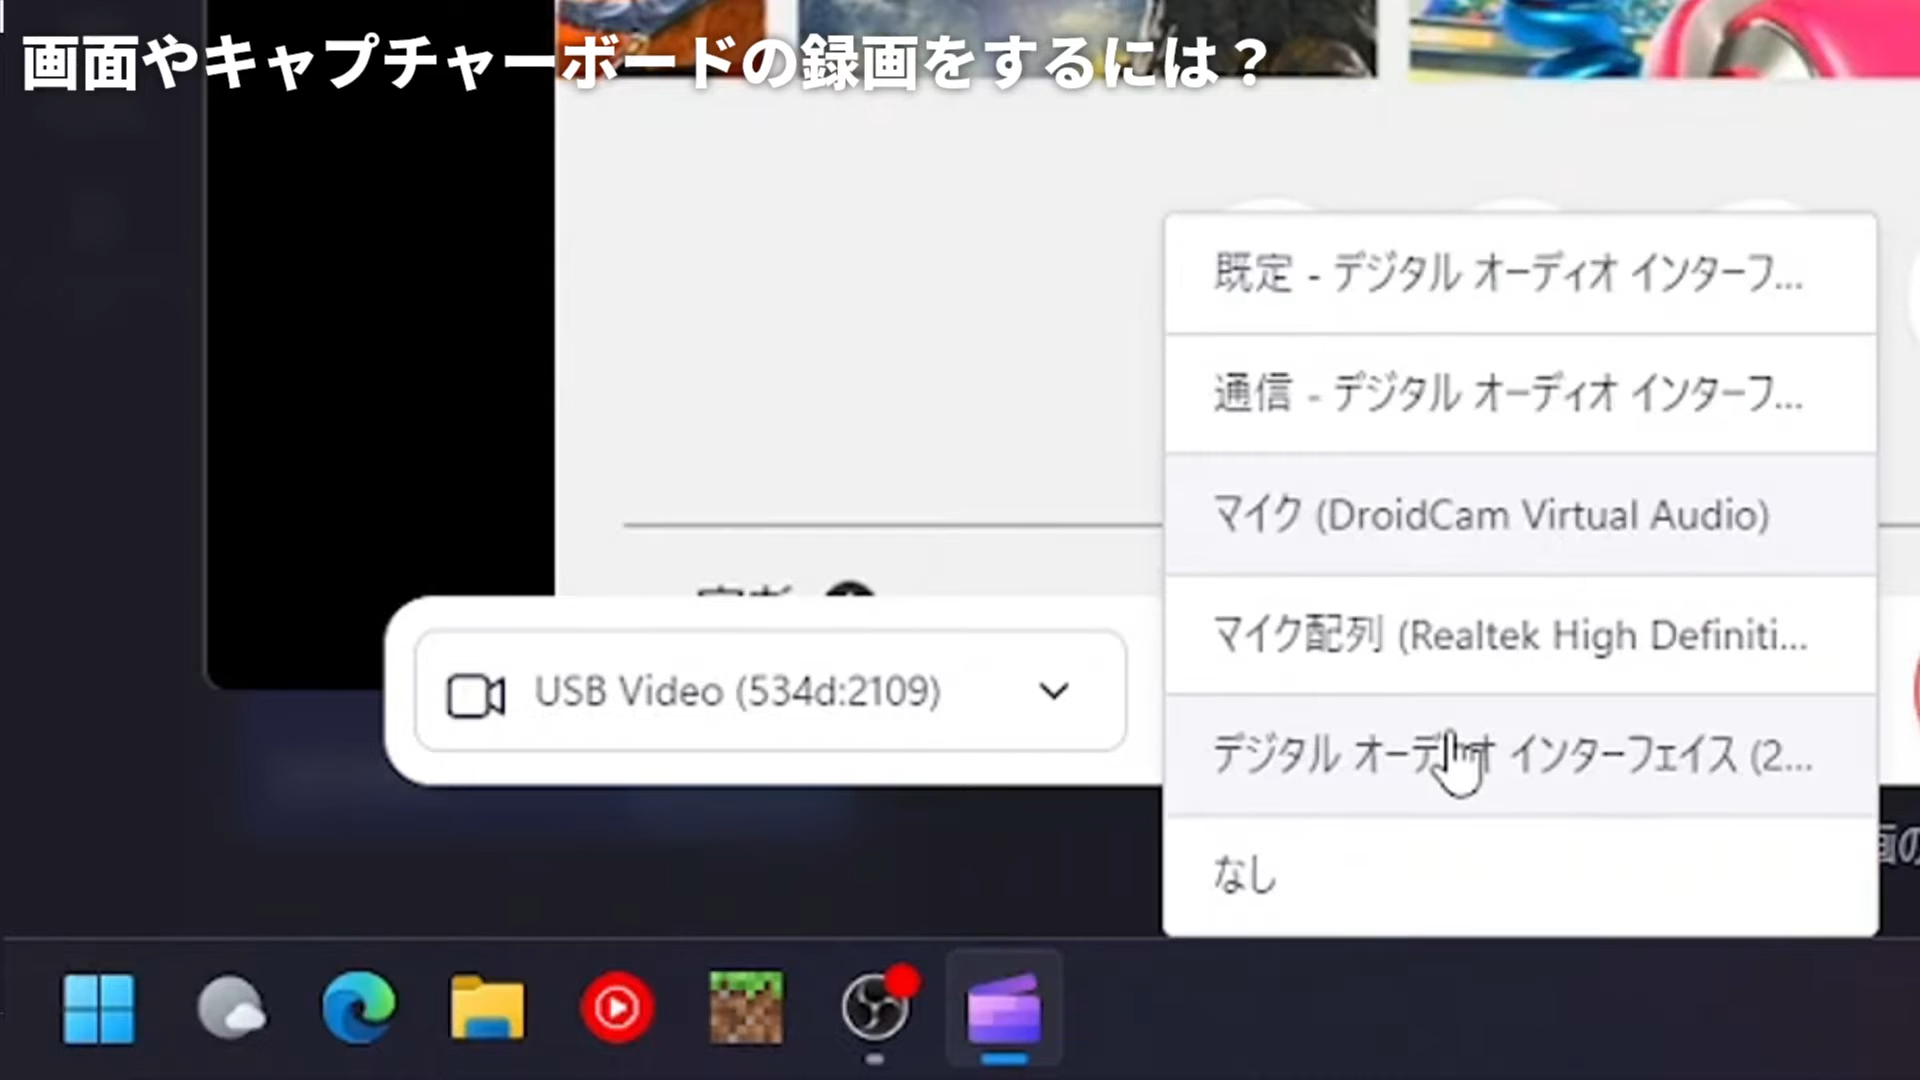 画面やキャプチャーボードの録画をするには？
既定 - デジタル オーディオ インターフ...
通信 - デジタル オーディオ インターフ...
マイク (DroidCam Virtual Audio)
マイク配列 (Realtek High Definiti...
デジタル オーディオ インターフェイス (2...
なし
USB Video (534d:2109)
面の